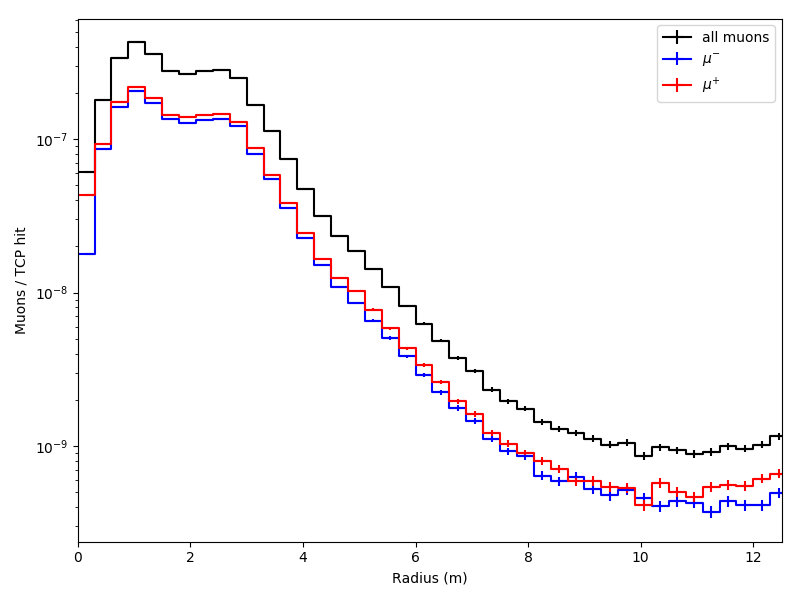 all muons
μ⁻
μ⁺
10⁻⁷
10⁻⁸
10⁻⁹
Muons / TCP hit
0 2 4 6 8 10 12
Radius (m)